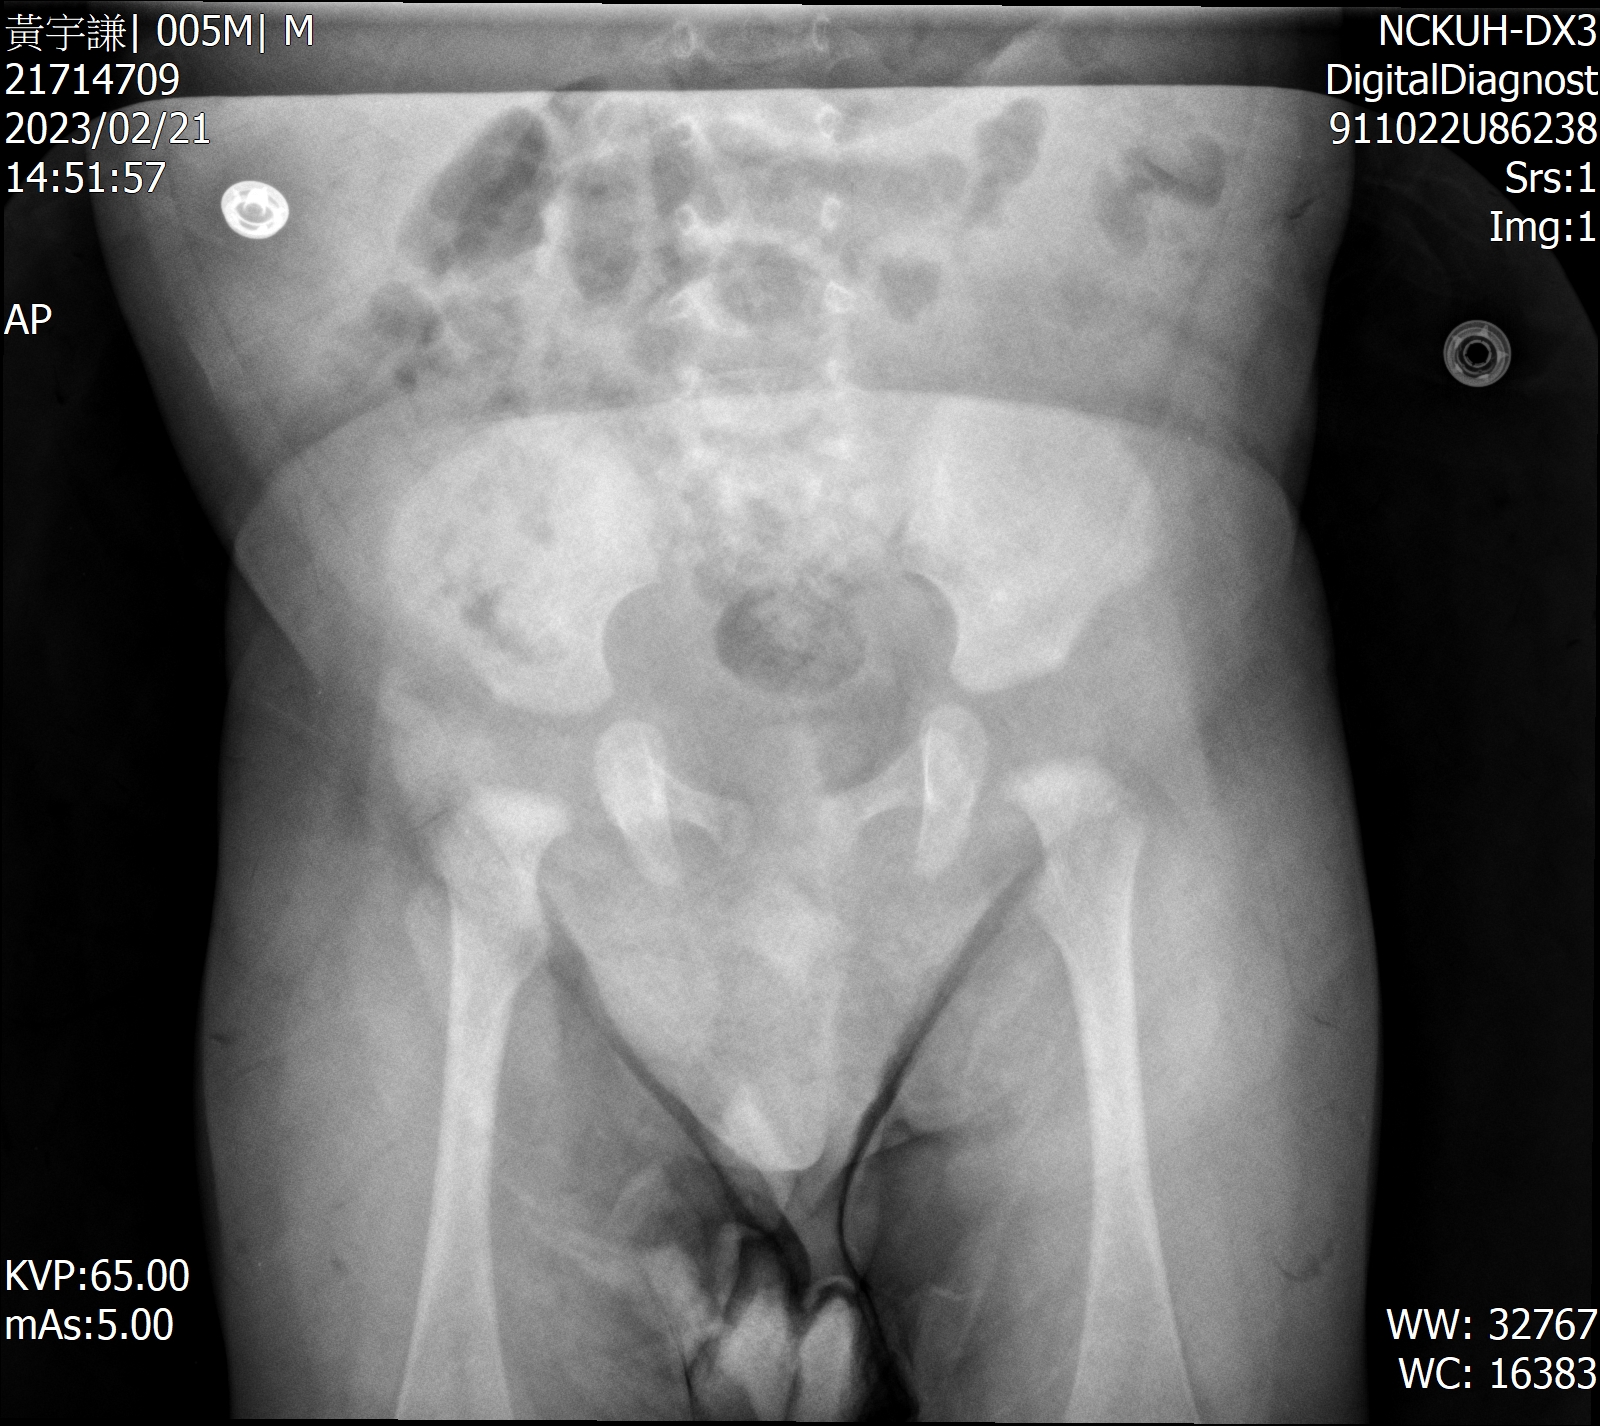 黃宇謙| 005M| M
21714709
2023/02/21
14:51:57
AP
NCKUH-DX3
DigitalDiagnost
911022U86238
Srs:1
Img:1
KVP:65.00
mAs:5.00
WW: 32767
WC: 16383